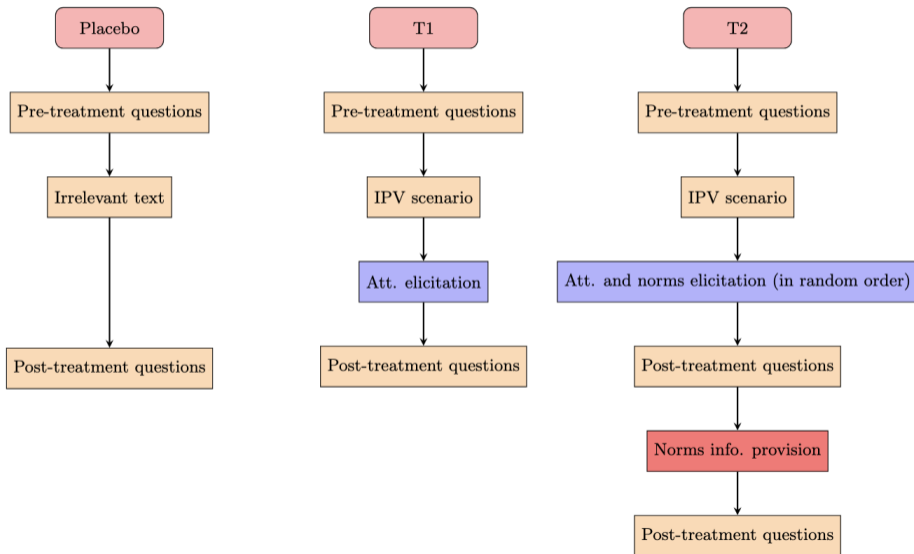 Placebo
T1
T2
Pre-treatment questions
Pre-treatment questions
Pre-treatment questions
Irrelevant text
IPV scenario
IPV scenario
Att. elicitation
Att. and norms elicitation (in random order)
Post-treatment questions
Post-treatment questions
Post-treatment questions
Norms info. provision
Post-treatment questions